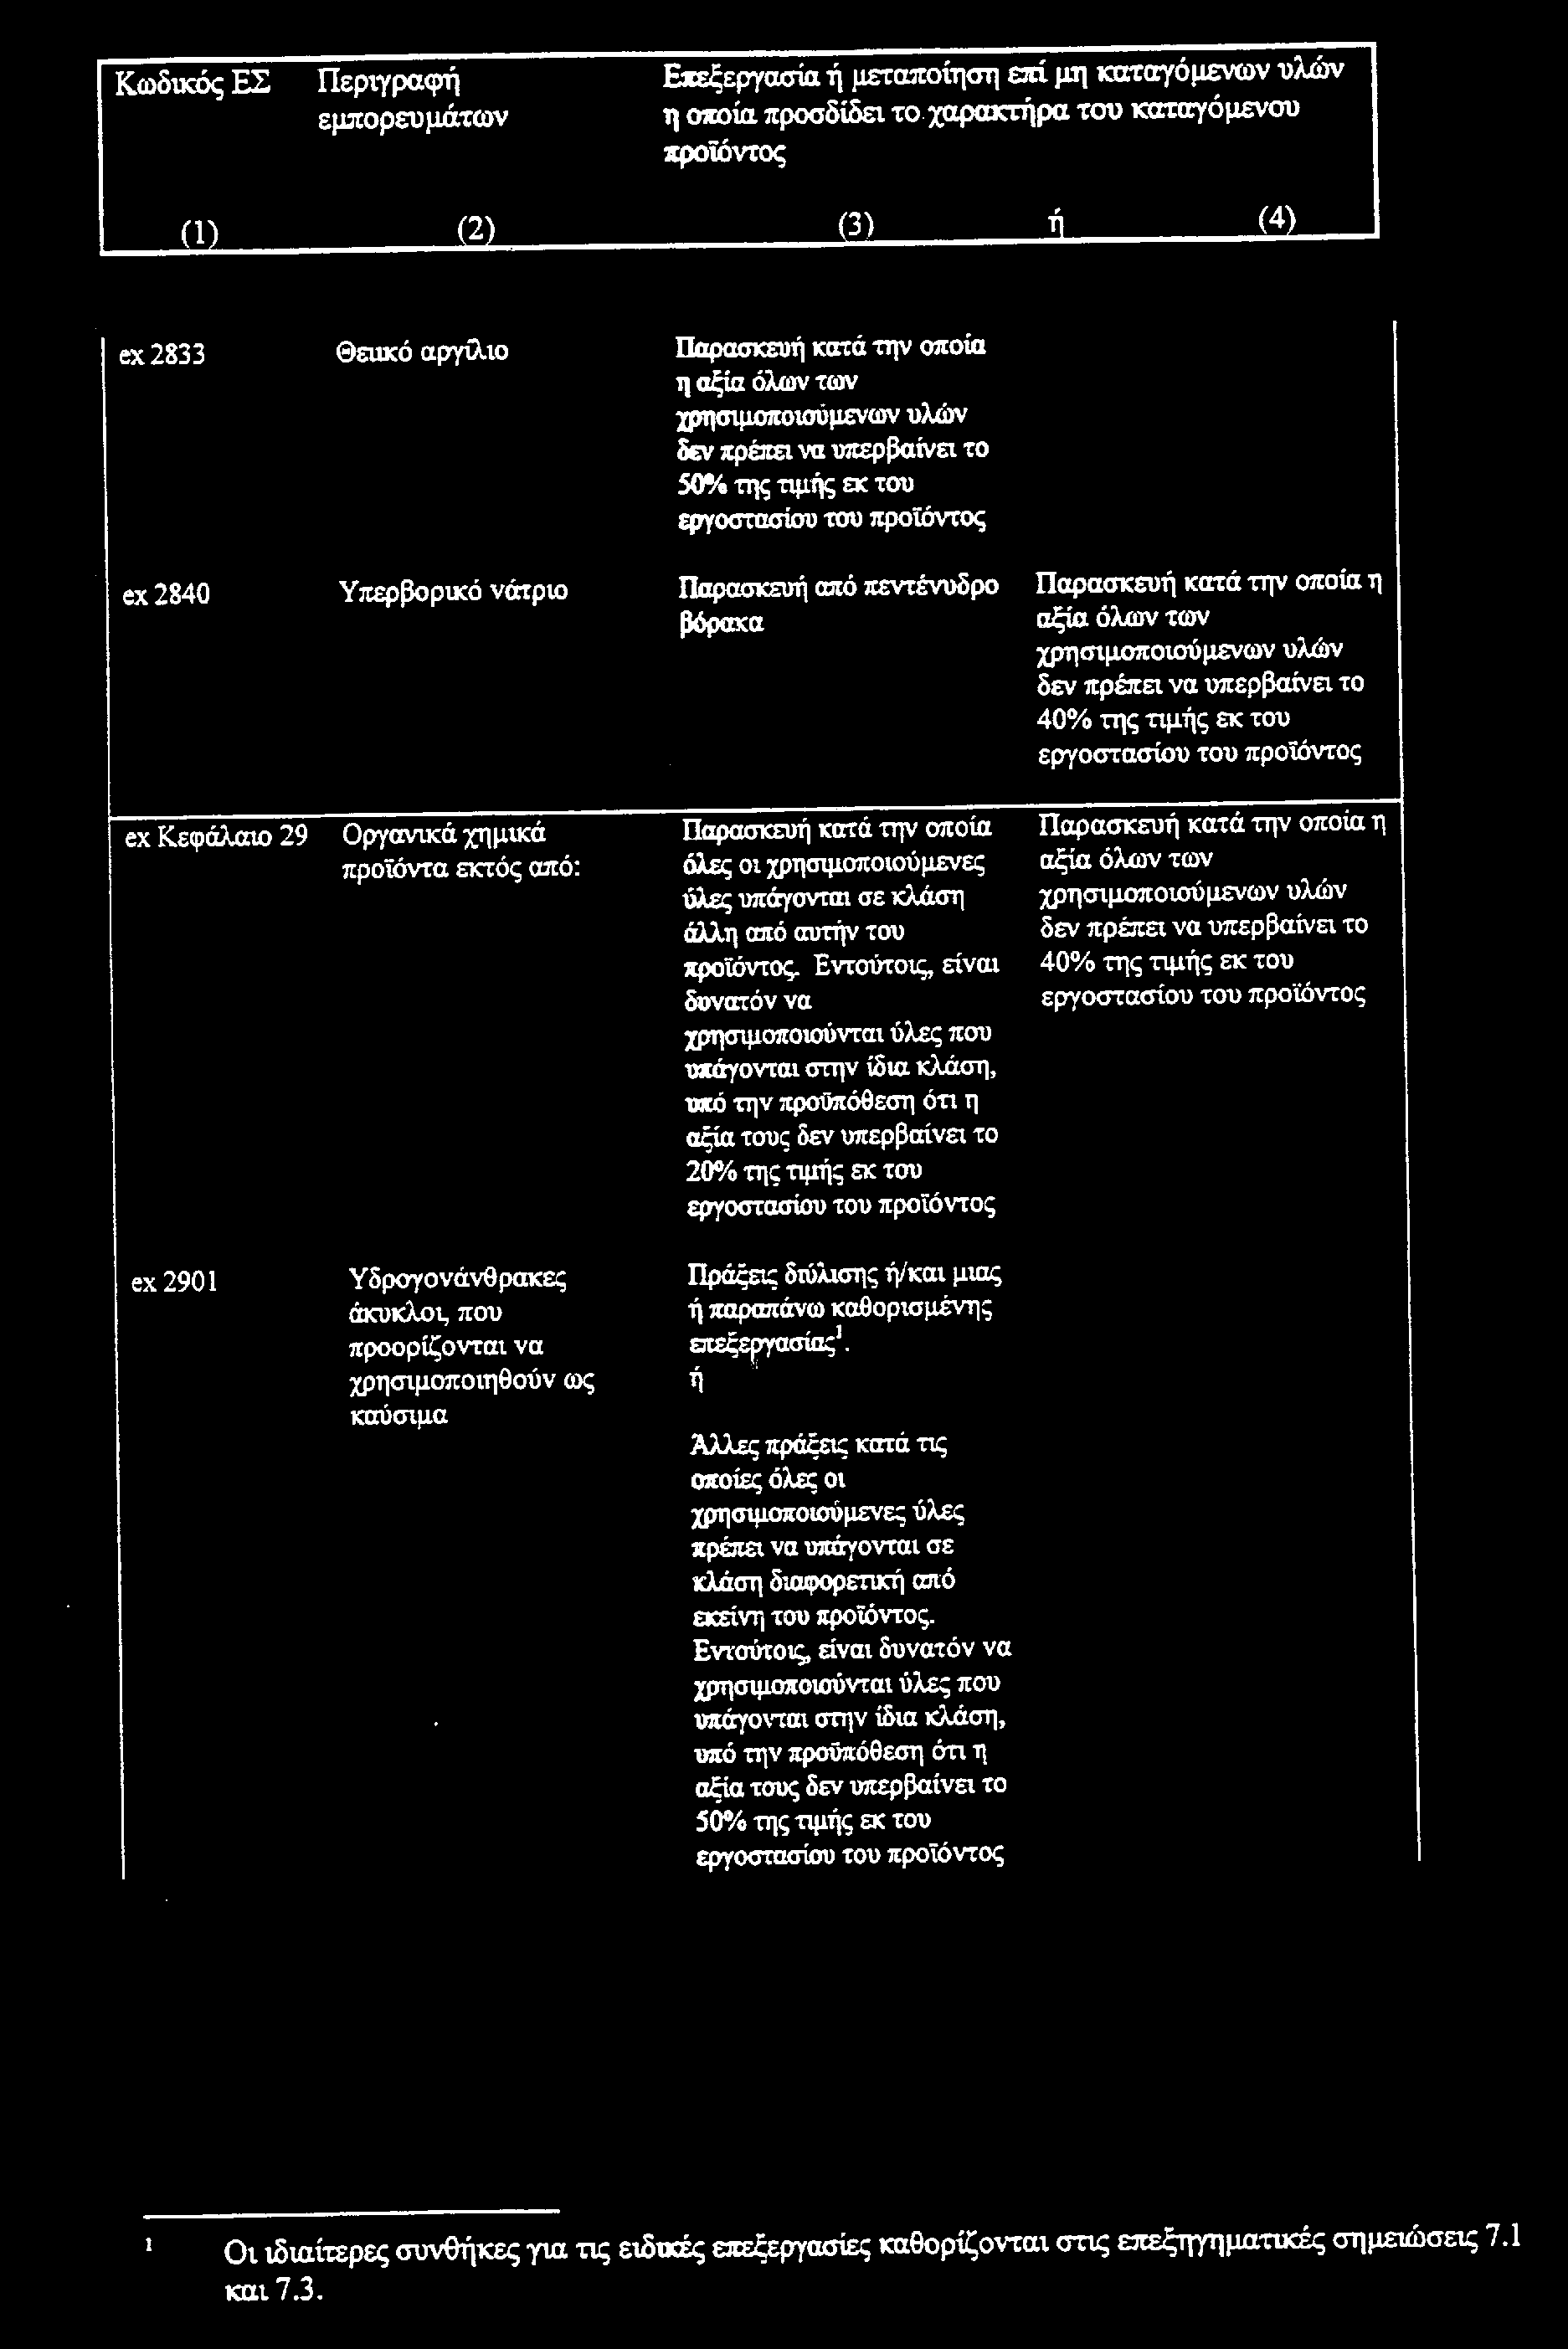 Κωδικός ΕΣ
Περιγραφή
εμπορευμάτων
Επεξεργασία ή μεταποίηση επί μη καταγόμενων υλών
η οποία προσδίδει το χαρακτήρα του καταγόμενου
προϊόντος
(1)
(2)
(3)
ή
(4)
ex 2833
Θειικό αργίλιο
Παρασκευή κατά την οποία
η αξία όλων των
χρησιμοποιούμενων υλών
δεν πρέπει να υπερβαίνει το
50% της τιμής εκ του
εργοστασίου του προϊόντος
ex 2840
Υπερβορικό νάτριο
Παρασκευή από πεντένυδρο
βόρακα
Παρασκευή κατά την οποία η
αξία όλων των
χρησιμοποιούμενων υλών
δεν πρέπει να υπερβαίνει το
40% της τιμής εκ του
εργοστασίου του προϊόντος
ex Κεφάλαιο 29
Οργανικά χημικά
προϊόντα εκτός από:
Παρασκευή κατά την οποία
όλες οι χρησιμοποιούμενες
ύλες υπάγονται σε κλάση
άλλη από αυτήν του
προϊόντος. Εντούτοις, είναι
δυνατόν να
χρησιμοποιούνται ύλες που
υπάγονται στην ίδια κλάση,
υπό την προϋπόθεση ότι η
αξία τους δεν υπερβαίνει το
20% της τιμής εκ του
εργοστασίου του προϊόντος
Παρασκευή κατά την οποία η
αξία όλων των
χρησιμοποιούμενων υλών
δεν πρέπει να υπερβαίνει το
40% της τιμής εκ του
εργοστασίου του προϊόντος
ex 2901
Υδρογονάνθρακες
άκυκλοι, που
προορίζονται να
χρησιμοποιηθούν ως
καύσιμα
Πράξεις διύλισης ή/και μιας
ή παραπάνω καθορισμένης
επεξεργασίας¹.
ή
Άλλες πράξεις κατά τις
οποίες όλες οι
χρησιμοποιούμενες ύλες
πρέπει να υπάγονται σε
κλάση διαφορετική από
εκείνη του προϊόντος.
Εντούτοις, είναι δυνατόν να
χρησιμοποιούνται ύλες που
υπάγονται στην ίδια κλάση,
υπό την προϋπόθεση ότι η
αξία τους δεν υπερβαίνει το
50% της τιμής εκ του
εργοστασίου του προϊόντος
¹ Οι ιδιαίτερες συνθήκες για τις ειδικές επεξεργασίες καθορίζονται στις επεξηγηματικές σημειώσεις 7.1
και 7.3.